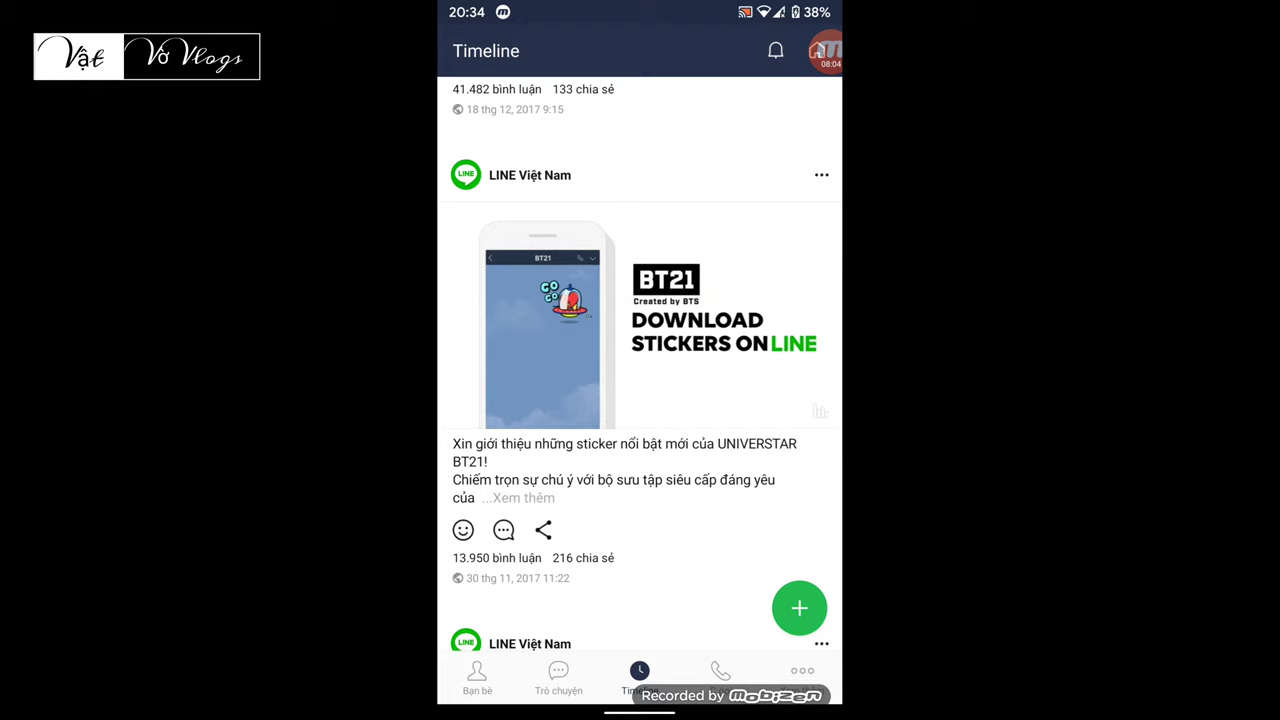 Vật Vờ Vlogs
20:34
38%
Timeline
08:04
41.482 bình luận 133 chia sẻ
18 thg 12, 2017 9:15
LINE
LINE Việt Nam
BT21
GO GO
BT21
Created by BTS
DOWNLOAD
STICKERS ON LINE
Xin giới thiệu những sticker nổi bật mới của UNIVERSTAR
BT21!
Chiếm trọn sự chú ý với bộ sưu tập siêu cấp đáng yêu
của ...Xem thêm
13.950 bình luận 216 chia sẻ
30 thg 11, 2017 11:22
LINE
LINE Việt Nam
Bạn bè
Trò chuyện
Timeline
Recorded by mobizen